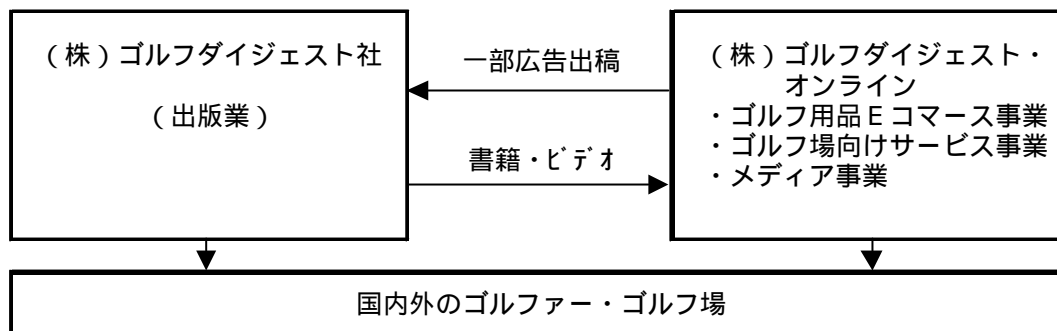 (株)ゴルフダイジェスト社
(出版業)
一部広告出稿
書籍・ビデオ
(株)ゴルフダイジェスト・
オンライン
・ゴルフ用品Eコマース事業
・ゴルフ場向けサービス事業
・メディア事業
国内外のゴルファー・ゴルフ場